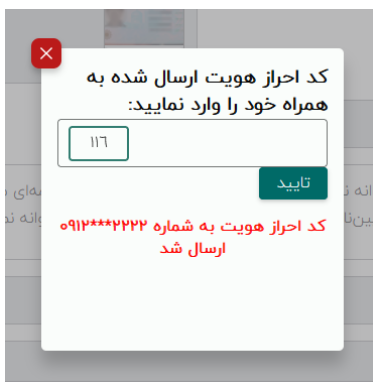 کد احراز هویت ارسال شده به
همراه خود را وارد نمایید:
۱۱۶
تایید
کد احراز هویت به شماره ۰۹۱۲***۲۲۲۲
ارسال شد